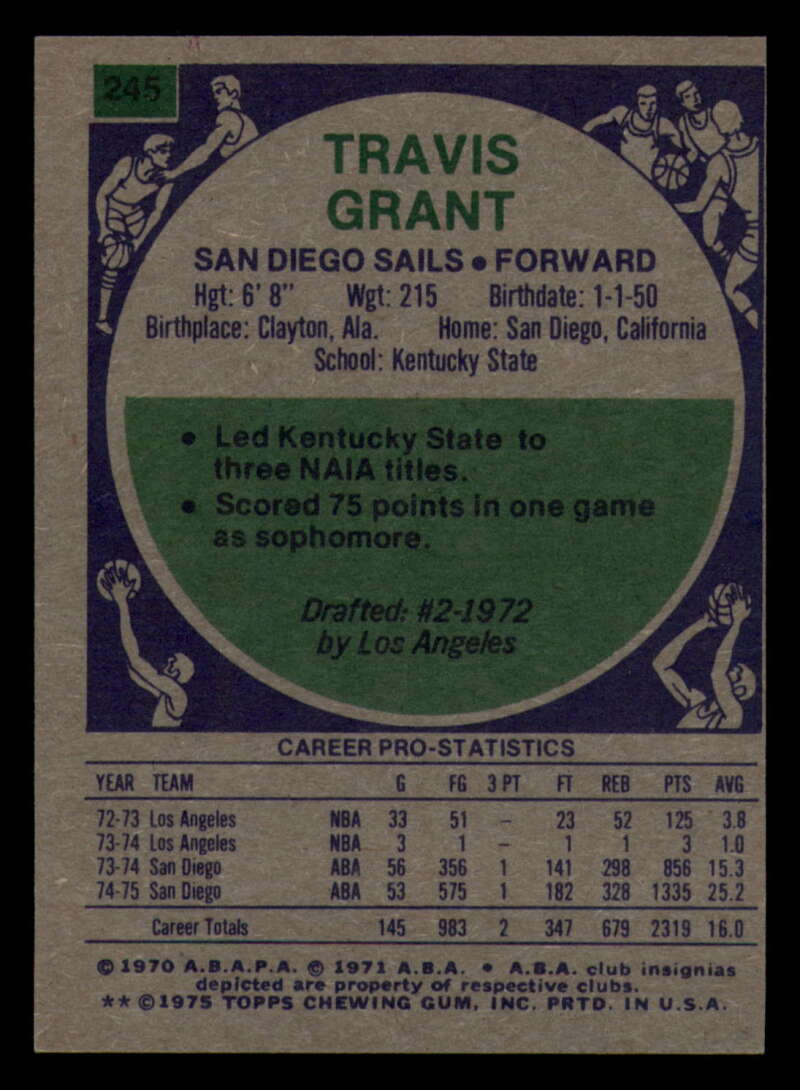 245
TRAVIS
GRANT
SAN DIEGO SAILS • FORWARD
Hgt: 6' 8" Wgt: 215 Birthdate: 1-1-50
Birthplace: Clayton, Ala. Home: San Diego, California
School: Kentucky State
• Led Kentucky State to
three NAIA titles.
• Scored 75 points in one game
as sophomore.
Drafted: #2-1972
by Los Angeles
CAREER PRO-STATISTICS
YEAR TEAM G FG 3 PT FT REB PTS AVG
72-73 Los Angeles NBA 33 51 – 23 52 125 3.8
73-74 Los Angeles NBA 3 1 – 1 1 3 1.0
73-74 San Diego ABA 56 356 1 141 298 856 15.3
74-75 San Diego ABA 53 575 1 182 328 1335 25.2
Career Totals 145 983 2 347 679 2319 16.0
© 1970 A.B.A.P.A. © 1971 A.B.A. • A.B.A. club insignias
depicted are property of respective clubs.
** © 1975 TOPPS CHEWING GUM, INC. PRTD. IN U.S.A.